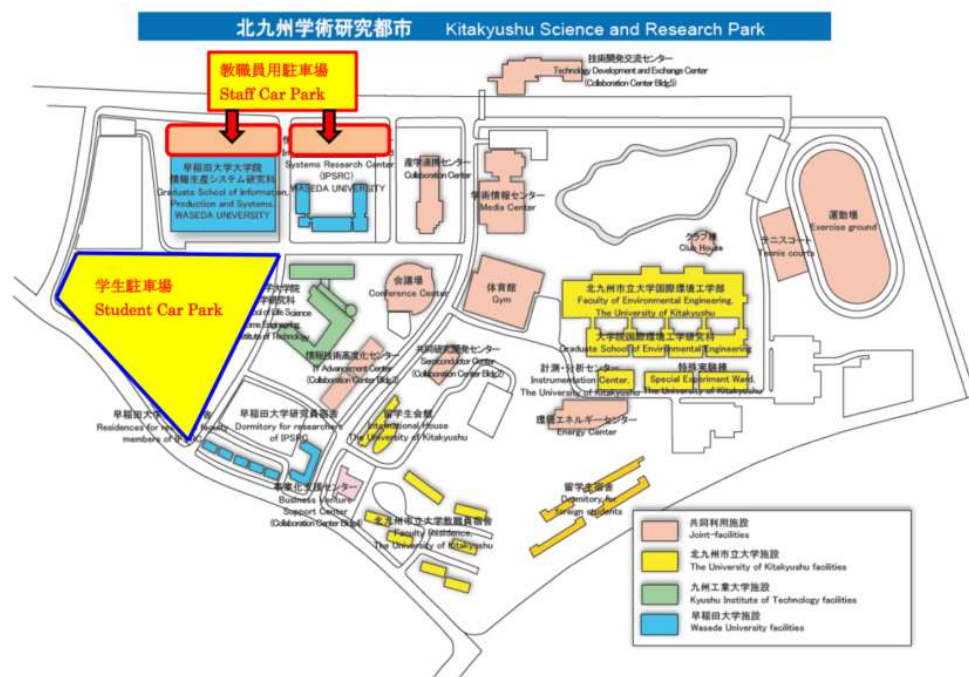 北九州学術研究都市 Kitakyushu Science and Research Park
教職員用駐車場
Staff Car Park
技術開発交流センター
Technology Development and Exchange Center
(Collaboration Center Bldg5)
早稲田大学大学院
情報生産システム研究科
Graduate School of Information,
Production and Systems,
WASEDA UNIVERSITY
Systems Research Center
(IPSRC)
WASEDA UNIVERSITY
産学連携センター
Collaboration Center
学術情報センター
Media Center
クラブ棟
Club House
テニスコート
Tennis courts
運動場
Exercise ground
学生駐車場
Student Car Park
会議場
Conference Center
体育館
Gym
北九州市立大学国際環境工学部
Faculty of Environmental Engineering,
The University of Kitakyushu
大学院国際環境工学研究科
Graduate School of Environmental Engineering
情報技術高度化センター
IT Advancement Center
(Collaboration Center Bldg3)
共同研究開発センター
Semiconductor Center
(Collaboration Center Bldg2)
計測・分析センター
Instrumentation Center,
The University of Kitakyushu
特殊実験棟
Special Experiment Ward,
The University of Kitakyushu
環境エネルギーセンター
Energy Center
早稲田大学研究員宿舎
Dormitory for researchers
of IPSRC
留学生会館
International House
The University of Kitakyushu
事業化支援センター
Business Venture
Support Center
(Collaboration Center Bldg4)
北九州市立大学教職員宿舎
Faculty Residence,
The University of Kitakyushu
留学生宿舎
Dormitory for
foreign students
共同利用施設
Joint-facilities
北九州市立大学施設
The University of Kitakyushu facilities
九州工業大学施設
Kyushu Institute of Technology facilities
早稲田大学施設
Waseda University facilities